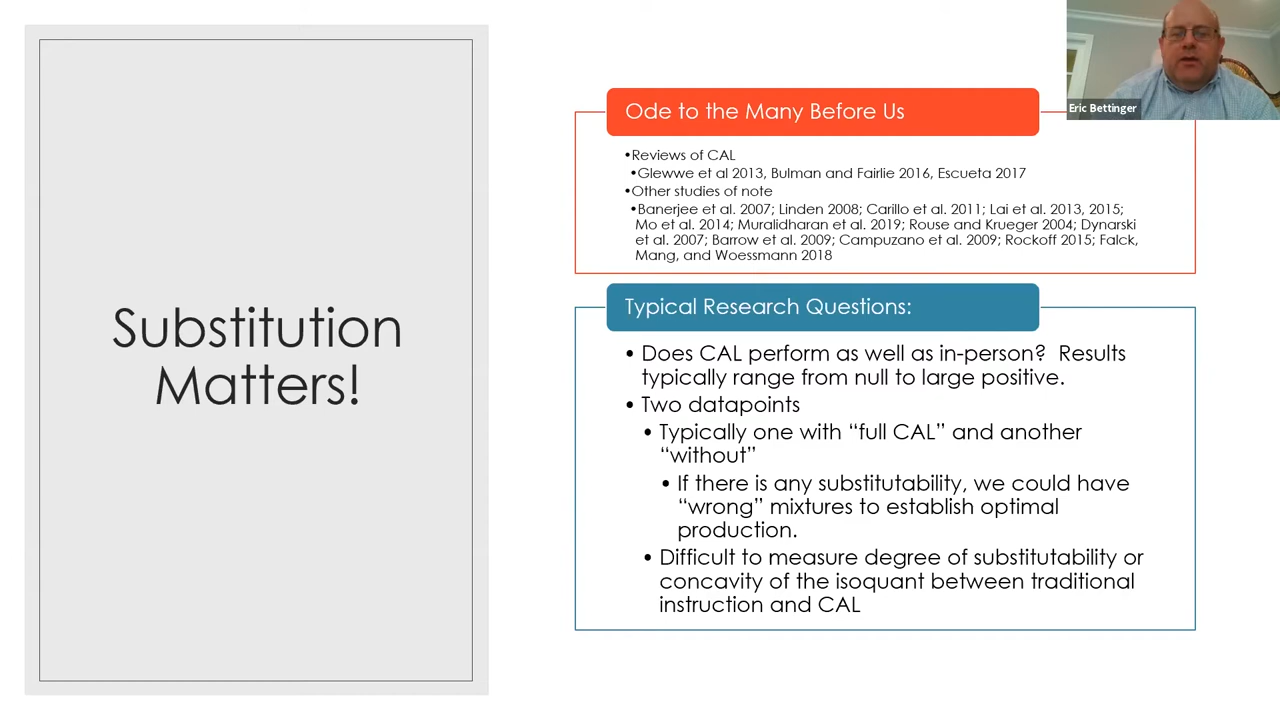 Substitution
Matters!
Ode to the Many Before Us
•Reviews of CAL
•Glewwe et al 2013, Bulman and Fairlie 2016, Escueta 2017
•Other studies of note
•Banerjee et al. 2007; Linden 2008; Carillo et al. 2011; Lai et al. 2013, 2015;
Mo et al. 2014; Muralidharan et al. 2019; Rouse and Krueger 2004; Dynarski
et al. 2007; Barrow et al. 2009; Campuzano et al. 2009; Rockoff 2015; Falck,
Mang, and Woessmann 2018
Typical Research Questions:
• Does CAL perform as well as in-person?  Results
typically range from null to large positive.
• Two datapoints
• Typically one with “full CAL” and another
“without”
• If there is any substitutability, we could have
“wrong” mixtures to establish optimal
production.
• Difficult to measure degree of substitutability or
concavity of the isoquant between traditional
instruction and CAL
Eric Bettinger